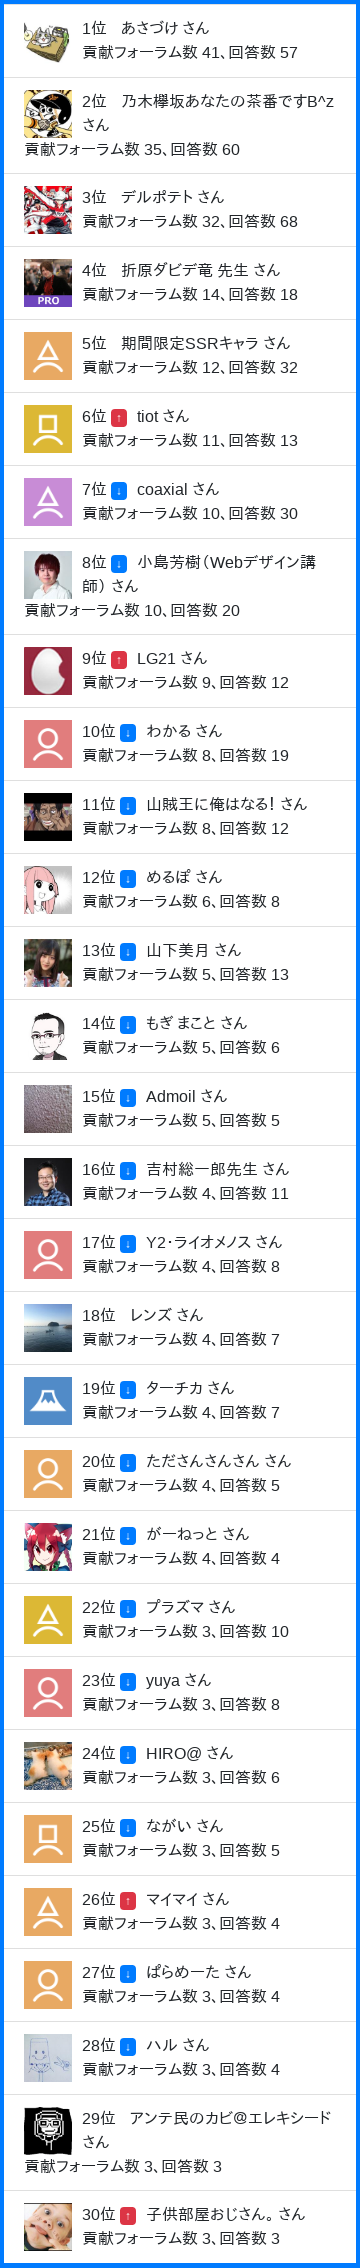 1位 あさづけ さん
貢献フォーラム数 41、回答数 57
2位 乃木欅坂あなたの茶番ですB^z
さん
貢献フォーラム数 35、回答数 60
3位 デルポテト さん
貢献フォーラム数 32、回答数 68
4位 折原ダビデ竜 先生 さん
PRO
貢献フォーラム数 14、回答数 18
5位 期間限定SSRキャラ さん
貢献フォーラム数 12、回答数 32
6位 ↑ tiot さん
貢献フォーラム数 11、回答数 13
7位 ↓ coaxial さん
貢献フォーラム数 10、回答数 30
8位 ↓ 小島芳樹（Webデザイン講
師） さん
貢献フォーラム数 10、回答数 20
9位 ↑ LG21 さん
貢献フォーラム数 9、回答数 12
10位 ↓ わかる さん
貢献フォーラム数 8、回答数 19
11位 ↓ 山賊王に俺はなる！ さん
貢献フォーラム数 8、回答数 12
12位 ↓ めるぽ さん
貢献フォーラム数 6、回答数 8
13位 ↓ 山下美月 さん
貢献フォーラム数 5、回答数 13
14位 ↓ もぎ まこと さん
貢献フォーラム数 5、回答数 6
15位 ↓ Admoil さん
貢献フォーラム数 5、回答数 5
16位 ↓ 吉村総一郎先生 さん
貢献フォーラム数 4、回答数 11
17位 ↓ Y2・ライオメノス さん
貢献フォーラム数 4、回答数 8
18位 レンズ さん
貢献フォーラム数 4、回答数 7
19位 ↓ ターチカ さん
貢献フォーラム数 4、回答数 7
20位 ↓ たださんさんさん さん
貢献フォーラム数 4、回答数 5
21位 ↓ がーねっと さん
貢献フォーラム数 4、回答数 4
22位 ↓ プラズマ さん
貢献フォーラム数 3、回答数 10
23位 ↓ yuya さん
貢献フォーラム数 3、回答数 8
24位 ↓ HIRO@ さん
貢献フォーラム数 3、回答数 6
25位 ↓ ながい さん
貢献フォーラム数 3、回答数 5
26位 ↑ マイマイ さん
貢献フォーラム数 3、回答数 4
27位 ↓ ぱらめーた さん
貢献フォーラム数 3、回答数 4
28位 ↓ ハル さん
貢献フォーラム数 3、回答数 4
29位 アンテ民のカビ@エレキシード
さん
貢献フォーラム数 3、回答数 3
30位 ↑ 子供部屋おじさん。 さん
貢献フォーラム数 3、回答数 3